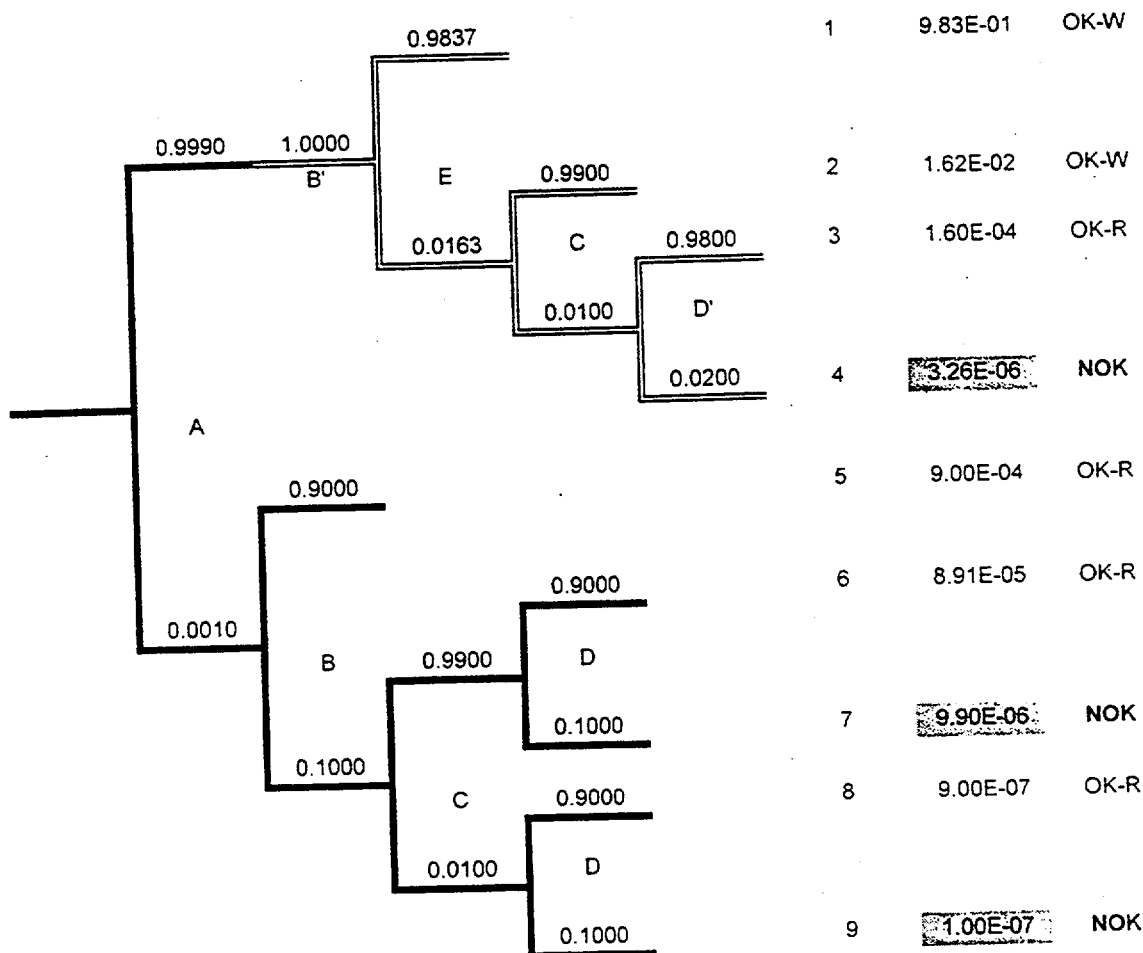 0.9837 1 9.83E-01 OK-W
0.9990 1.0000
B' E 0.9900 2 1.62E-02 OK-W
0.0163 C 0.9800 3 1.60E-04 OK-R
0.0100 D'
0.0200 4 3.26E-06 NOK
A
0.9000 5 9.00E-04 OK-R
0.9000 6 8.91E-05 OK-R
0.0010 B 0.9900 D
0.1000 7 9.90E-06 NOK
0.1000 C 0.9000 8 9.00E-07 OK-R
0.0100 D
0.1000 9 1.00E-07 NOK